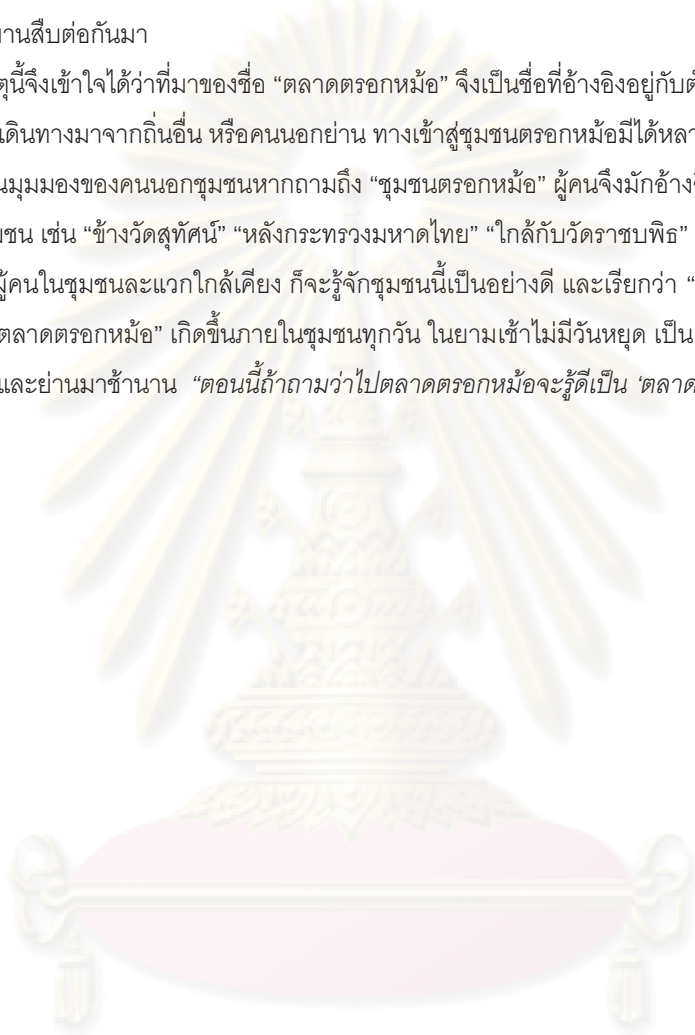 านสืบต่อกันมา
ตุนี้จึงเข้าใจได้ว่าที่มาของชื่อ “ตลาดตรอกหม้อ” จึงเป็นชื่อที่อ้างอิงอยู่กับ
เดินทางมาจากถิ่นอื่น หรือคนนอกย่าน ทางเข้าสู่ชุมชนตรอกหม้อมีได้หลา
นมุมมองของคนนอกชุมชนหากถามถึง “ชุมชนตรอกหม้อ” ผู้คนจึงมักอ้าง
มชน เช่น “ข้างวัดสุทัศน์” “หลังกระทรวงมหาดไทย” “ใกล้กับวัดราชบพิธ”
ผู้คนในชุมชนละแวกใกล้เคียง ก็จะรู้จักชุมชนนี้เป็นอย่างดี และเรียกว่า “
ตลาดตรอกหม้อ” เกิดขึ้นภายในชุมชนทุกวัน ในยามเช้าไม่มีวันหยุด เป็น
และย่านมาช้านาน “ตอนนี้ถ้าถามว่าไปตลาดตรอกหม้อจะรู้ดีเป็น ‘ตลาด